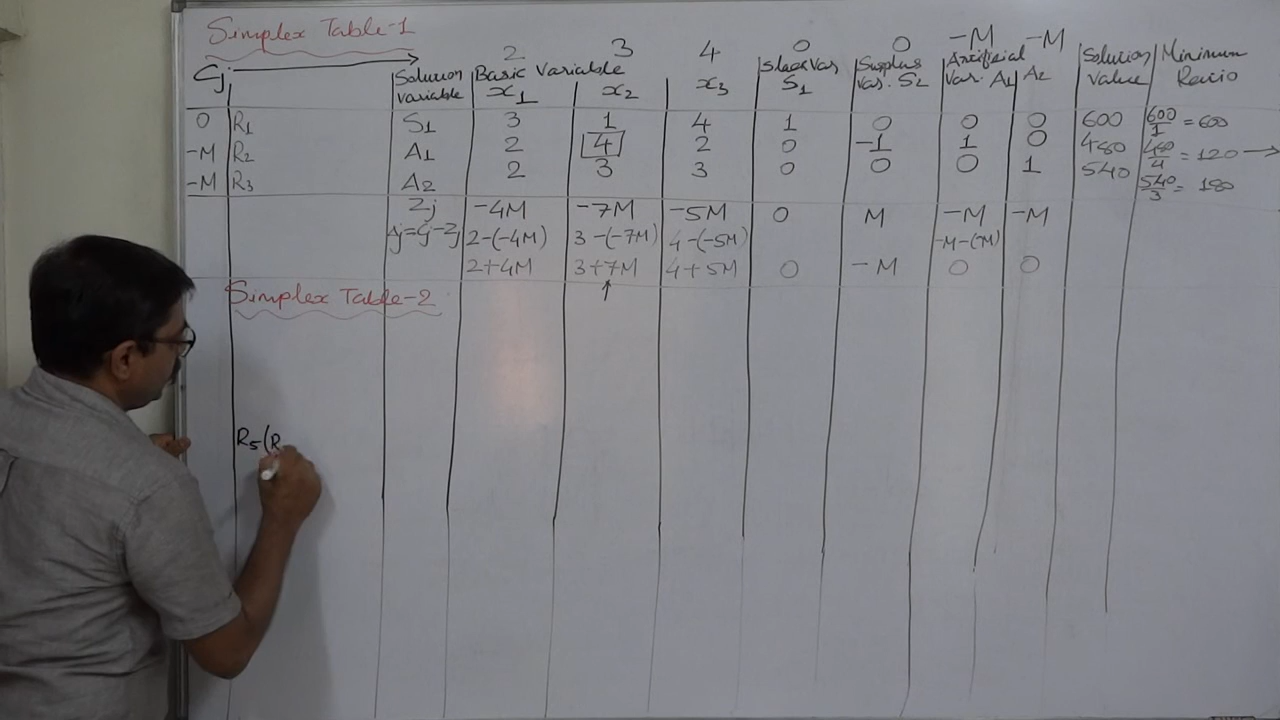 Simplex Table-1
2 3 4 0 0 -M -M
Cj Solution Variable Basic Variable Slack Var Surplus Var. S2 Artificial Var. A1 A2 Solution Value Minimum Racio
x1 x2 x3 S1
0 R1 S1 3 1 4 1 0 0 0 600 600/1 = 600
-M R2 A1 2 4 2 0 -1 1 0 480 480/4 = 120 →
-M R3 A2 2 3 3 0 0 0 1 540 540/3 = 180
Zj -4M -7M -5M 0 M -M -M
Δj=Cj-Zj 2-(-4M) 3-(-7M) 4-(-5M) -M-(-M)
2+4M 3+7M 4+5M 0 -M 0 0
↑
Simplex Table-2
R5(R